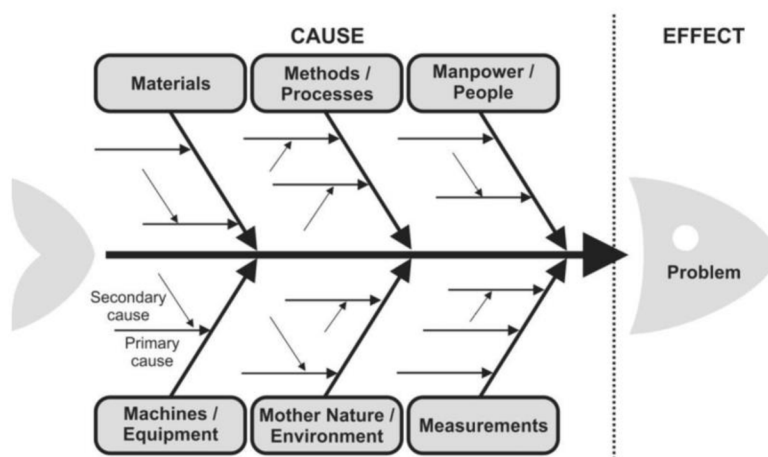 CAUSE
EFFECT
Materials
Methods /
Processes
Manpower /
People
Problem
Secondary
cause
Primary
cause
Machines /
Equipment
Mother Nature /
Environment
Measurements